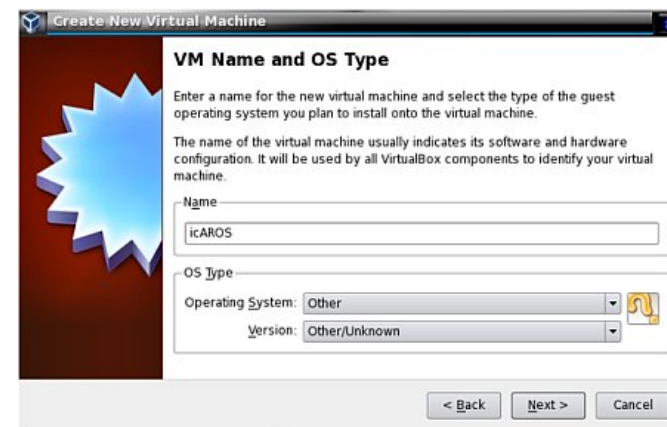 Create New Virtual Machine
VM Name and OS Type
Enter a name for the new virtual machine and select the type of the guest
operating system you plan to install onto the virtual machine.
The name of the virtual machine usually indicates its software and hardware
configuration. It will be used by all VirtualBox components to identify your virtual
machine.
Name
icAROS
OS Type
Operating System: Other
Version: Other/Unknown
< Back Next > Cancel